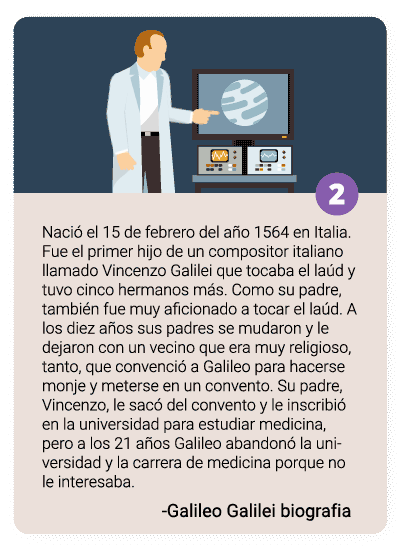 2
Nació el 15 de febrero del año 1564 en Italia.
Fue el primer hijo de un compositor italiano
llamado Vincenzo Galilei que tocaba el laúd y
tuvo cinco hermanos más. Como su padre,
también fue muy aficionado a tocar el laúd. A
los diez años sus padres se mudaron y le
dejaron con un vecino que era muy religioso,
tanto, que convenció a Galileo para hacerse
monje y meterse en un convento. Su padre,
Vincenzo, le sacó del convento y le inscribió
en la universidad para estudiar medicina,
pero a los 21 años Galileo abandonó la uni-
versidad y la carrera de medicina porque no
le interesaba.
-Galileo Galilei biografia